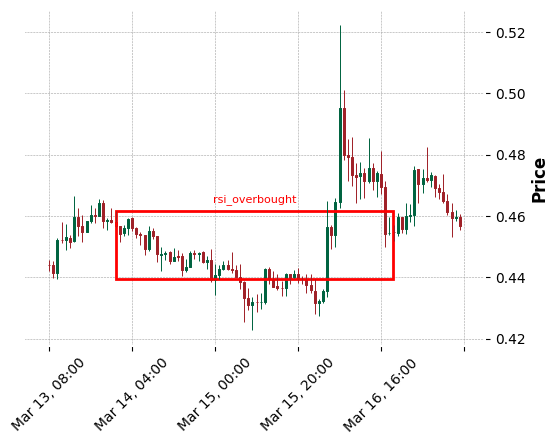 0.52
0.50
0.48
0.46
0.44
0.42
Price
rsi_overbought
Mar 13, 08:00
Mar 14, 04:00
Mar 15, 00:00
Mar 15, 20:00
Mar 16, 16:00